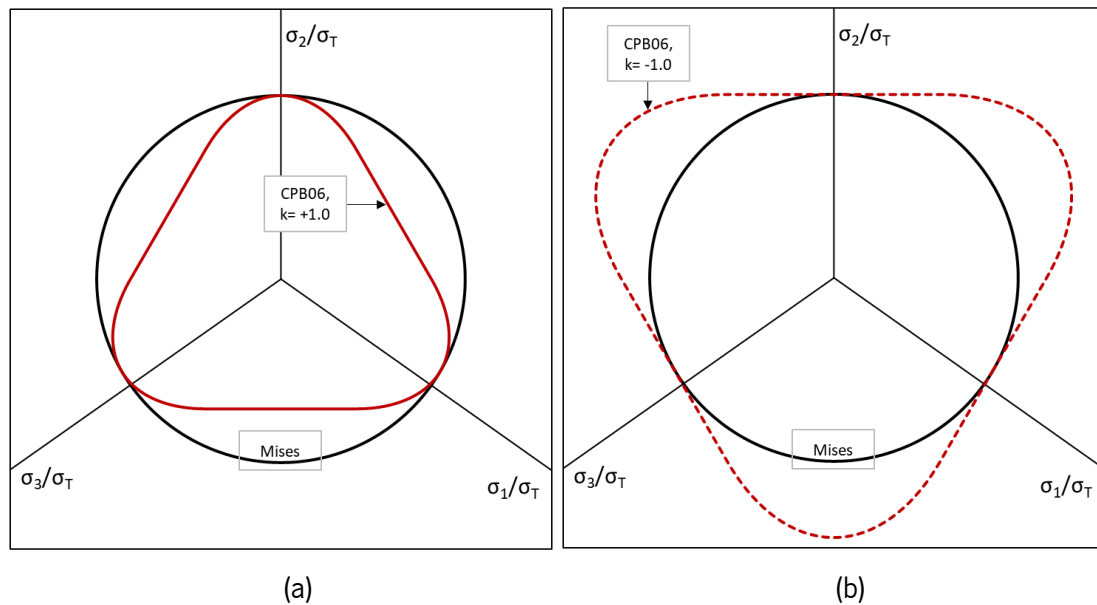 σ2/σT
CPB06,
k= +1.0
Mises
σ3/σT
σ1/σT
(a)
σ2/σT
CPB06,
k= -1.0
Mises
σ3/σT
σ1/σT
(b)